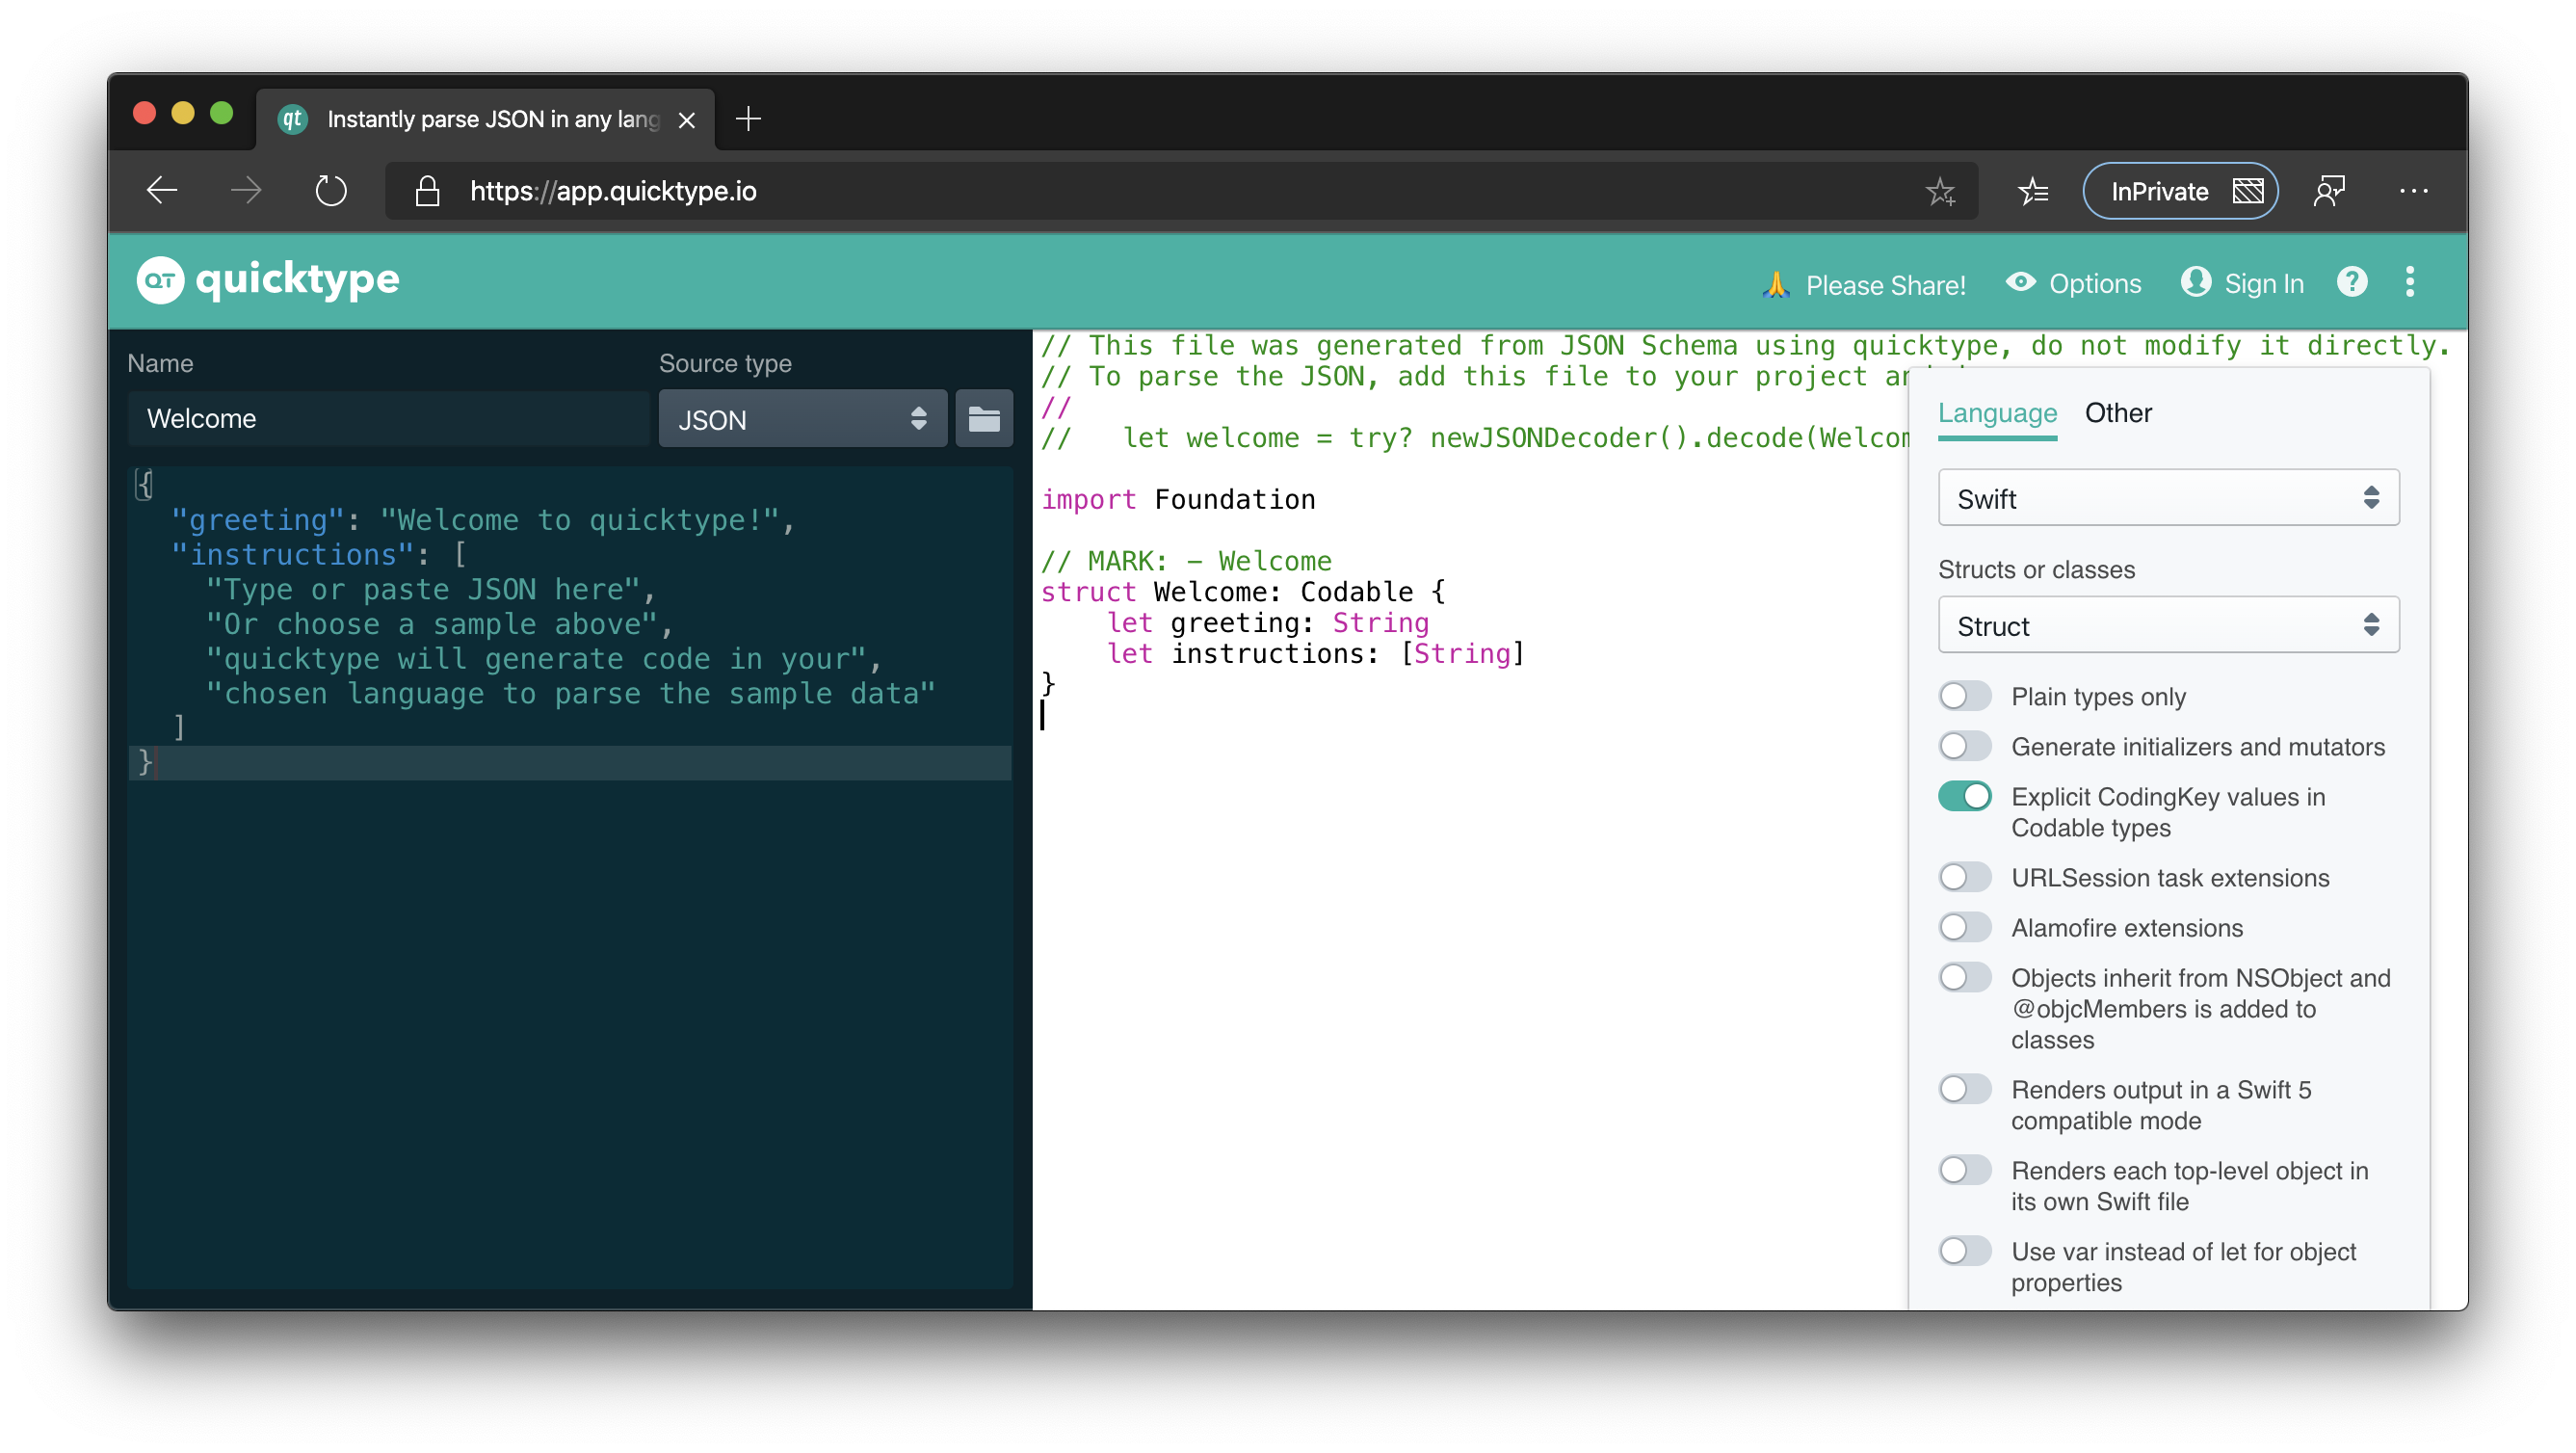 qt Instantly parse JSON in any lang
https://app.quicktype.io
InPrivate
QT quicktype
Please Share!
Options
Sign In
?
Name
Source type
Welcome
JSON
{
"greeting": "Welcome to quicktype!",
"instructions": [
"Type or paste JSON here",
"Or choose a sample above",
"quicktype will generate code in your",
"chosen language to parse the sample data"
]
}
// This file was generated from JSON Schema using quicktype, do not modify it directly.
// To parse the JSON, add this file to your project
//
//   let welcome = try? newJSONDecoder().decode(Welcom
import Foundation
// MARK: - Welcome
struct Welcome: Codable {
let greeting: String
let instructions: [String]
}
Language Other
Swift
Structs or classes
Struct
Plain types only
Generate initializers and mutators
Explicit CodingKey values in
Codable types
URLSession task extensions
Alamofire extensions
Objects inherit from NSObject and
@objcMembers is added to
classes
Renders output in a Swift 5
compatible mode
Renders each top-level object in
its own Swift file
Use var instead of let for object
properties